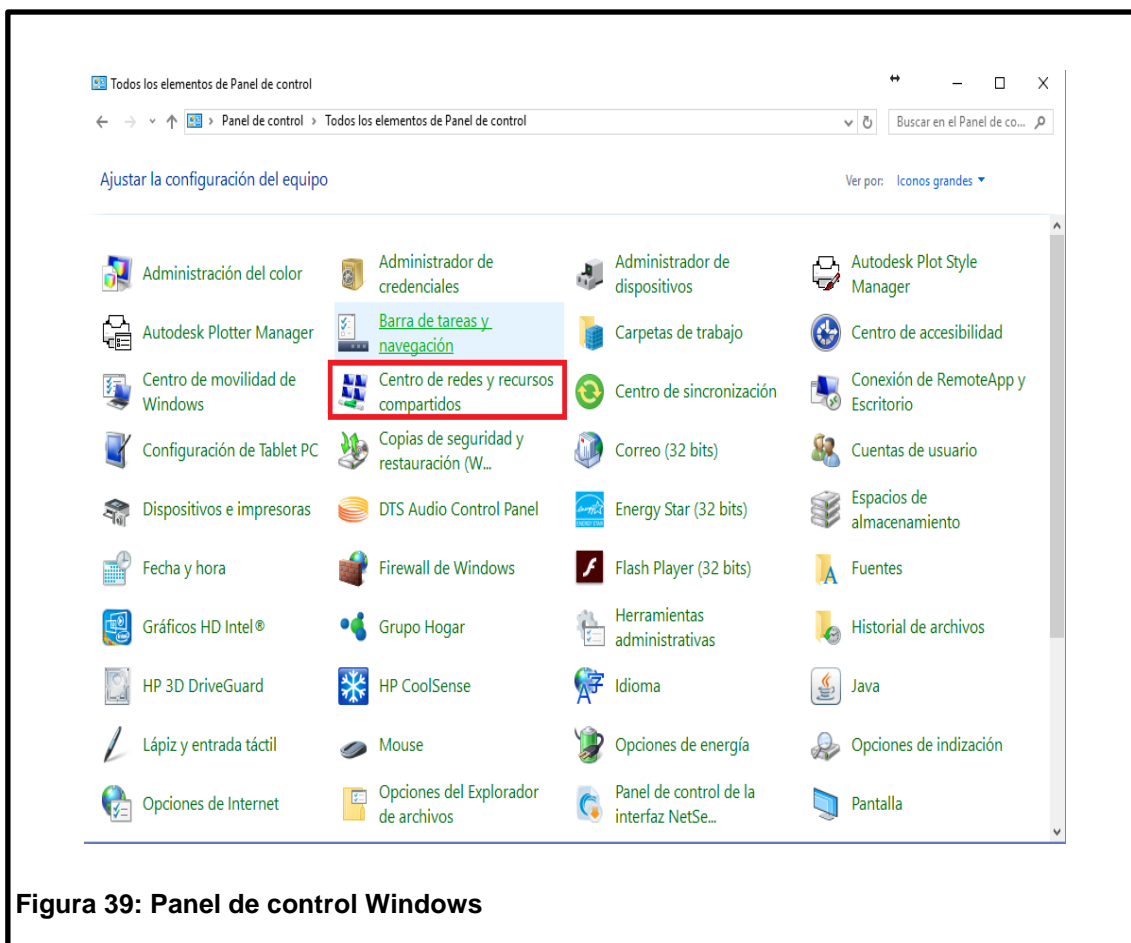 Todos los elementos de Panel de control
Panel de control > Todos los elementos de Panel de control
Buscar en el Panel de co...
Ajustar la configuración del equipo
Ver por: Iconos grandes
Administración del color
Administrador de
credenciales
Administrador de
dispositivos
Autodesk Plot Style
Manager
Autodesk Plotter Manager
Barra de tareas y
navegación
Carpetas de trabajo
Centro de accesibilidad
Centro de movilidad de
Windows
Centro de redes y recursos
compartidos
Centro de sincronización
Conexión de RemoteApp y
Escritorio
Configuración de Tablet PC
Copias de seguridad y
restauración (W...
Correo (32 bits)
Cuentas de usuario
Dispositivos e impresoras
DTS Audio Control Panel
Energy Star (32 bits)
Espacios de
almacenamiento
Fecha y hora
Firewall de Windows
Flash Player (32 bits)
Fuentes
Gráficos HD Intel®
Grupo Hogar
Herramientas
administrativas
Historial de archivos
HP 3D DriveGuard
HP CoolSense
Idioma
Java
Lápiz y entrada táctil
Mouse
Opciones de energía
Opciones de indización
Opciones de Internet
Opciones del Explorador
de archivos
Panel de control de la
interfaz NetSe...
Pantalla
Figura 39: Panel de control Windows